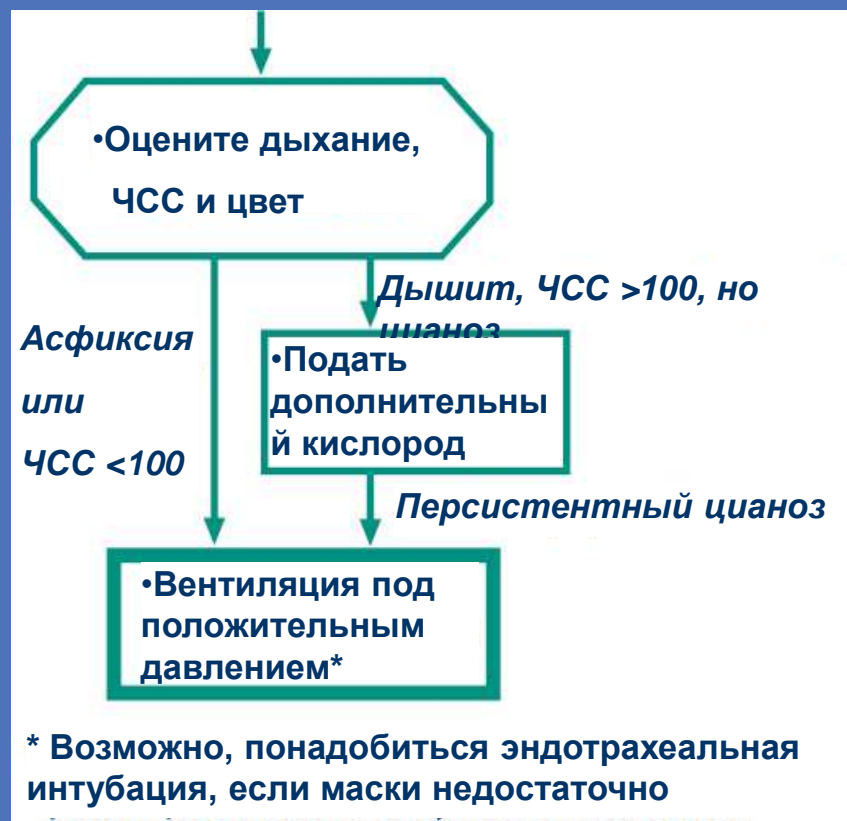 •Оцените дыхание,
ЧСС и цвет
Дышит, ЧСС >100, но
цианоз
Асфиксия
или
ЧСС <100
•Подать
дополнительны
й кислород
Персистентный цианоз
•Вентиляция под
положительным
давлением*
* Возможно, понадобиться эндотрахеальная
интубация, если маски недостаточно